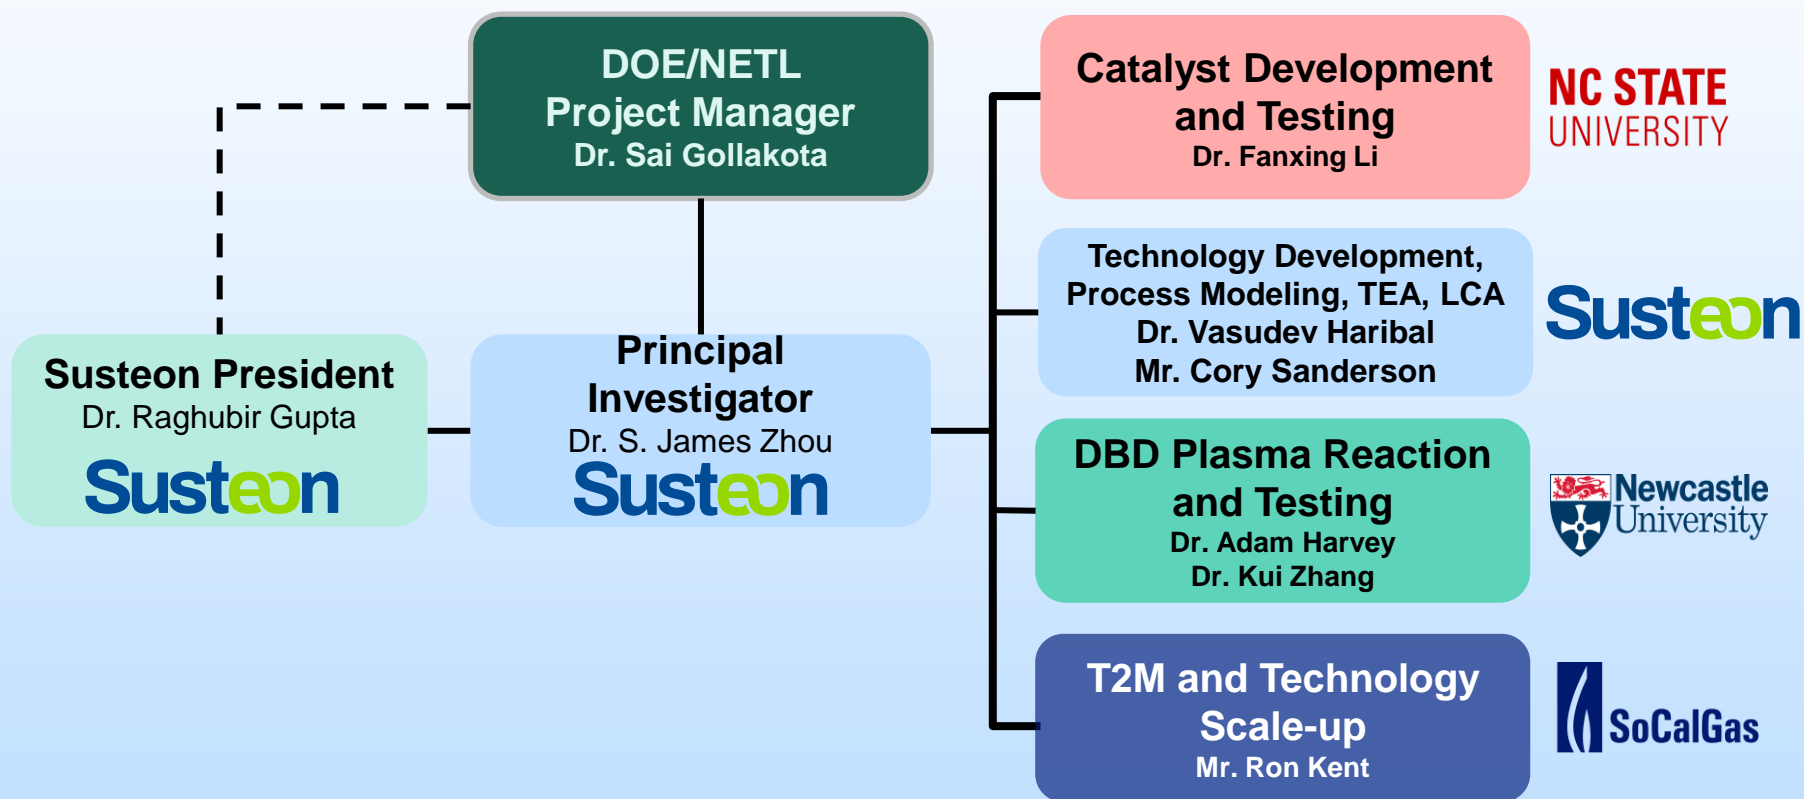 DOE/NETL
Project Manager
Dr. Sai Gollakota
Susteon President
Dr. Raghubir Gupta
Susteon
Principal
Investigator
Dr. S. James Zhou
Susteon
Catalyst Development
and Testing
Dr. Fanxing Li
NC STATE
UNIVERSITY
Technology Development,
Process Modeling, TEA, LCA
Dr. Vasudev Haribal
Mr. Cory Sanderson
Susteon
DBD Plasma Reaction
and Testing
Dr. Adam Harvey
Dr. Kui Zhang
Newcastle
University
T2M and Technology
Scale-up
Mr. Ron Kent
SoCalGas